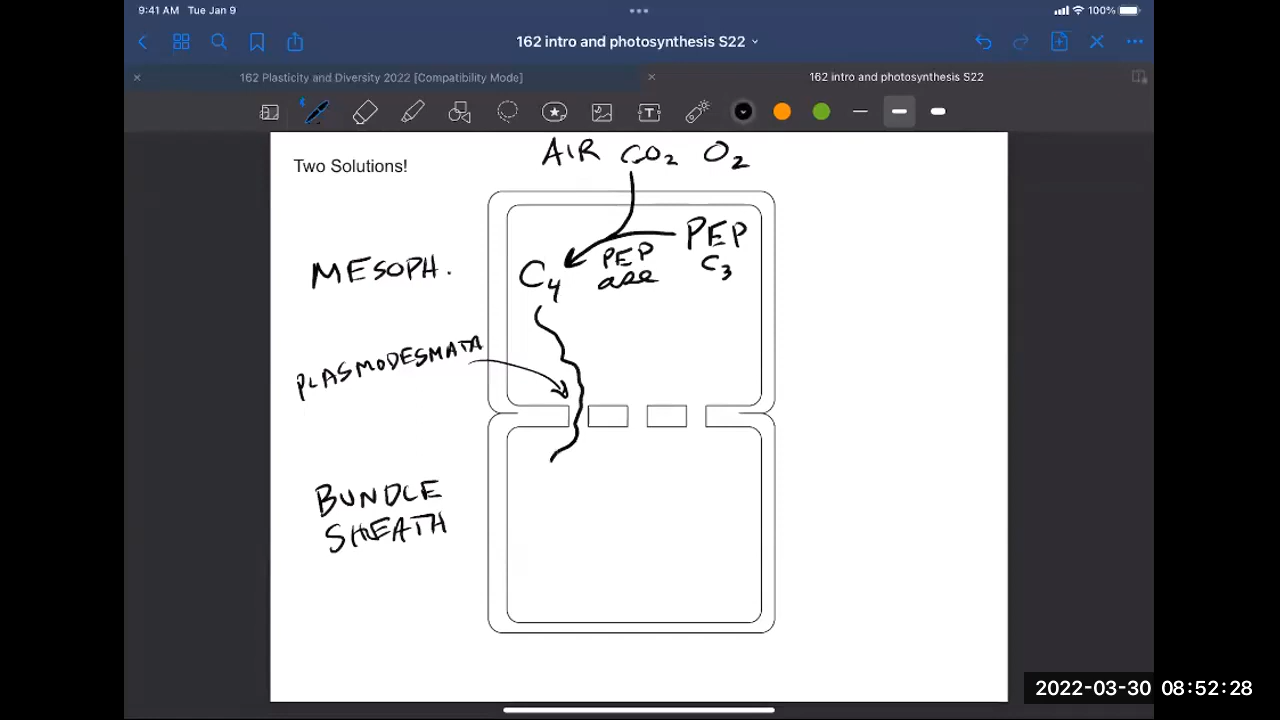 9:41 AM Tue Jan 9
100%
162 intro and photosynthesis S22
162 Plasticity and Diversity 2022 [Compatibility Mode]
162 intro and photosynthesis S22
Two Solutions!
AIR CO₂ O₂
PEP
C₃
PEP
ase
C₄
MESOPH.
PLASMODESMATA
BUNDLE
SHEATH
2022-03-30 08:52:28